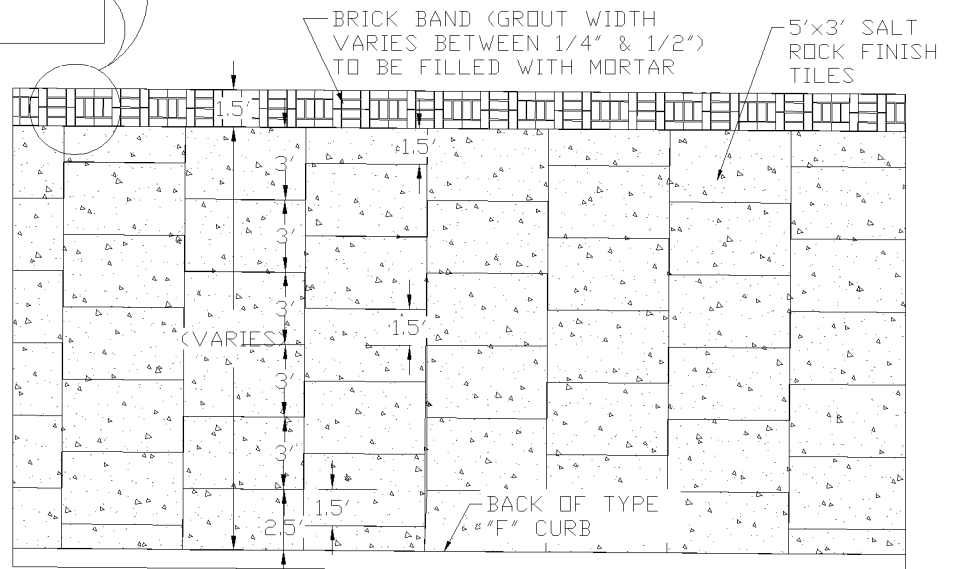 BRICK BAND (GROUT WIDTH
VARIES BETWEEN 1/4" & 1/2")
TO BE FILLED WITH MORTAR
5'x3' SALT
ROCK FINISH
TILES
1.5'
1.5'
3'
3'
3'
1.5'
(VARIES)
3'
3'
1.5'
2.5'
BACK OF TYPE
"F" CURB